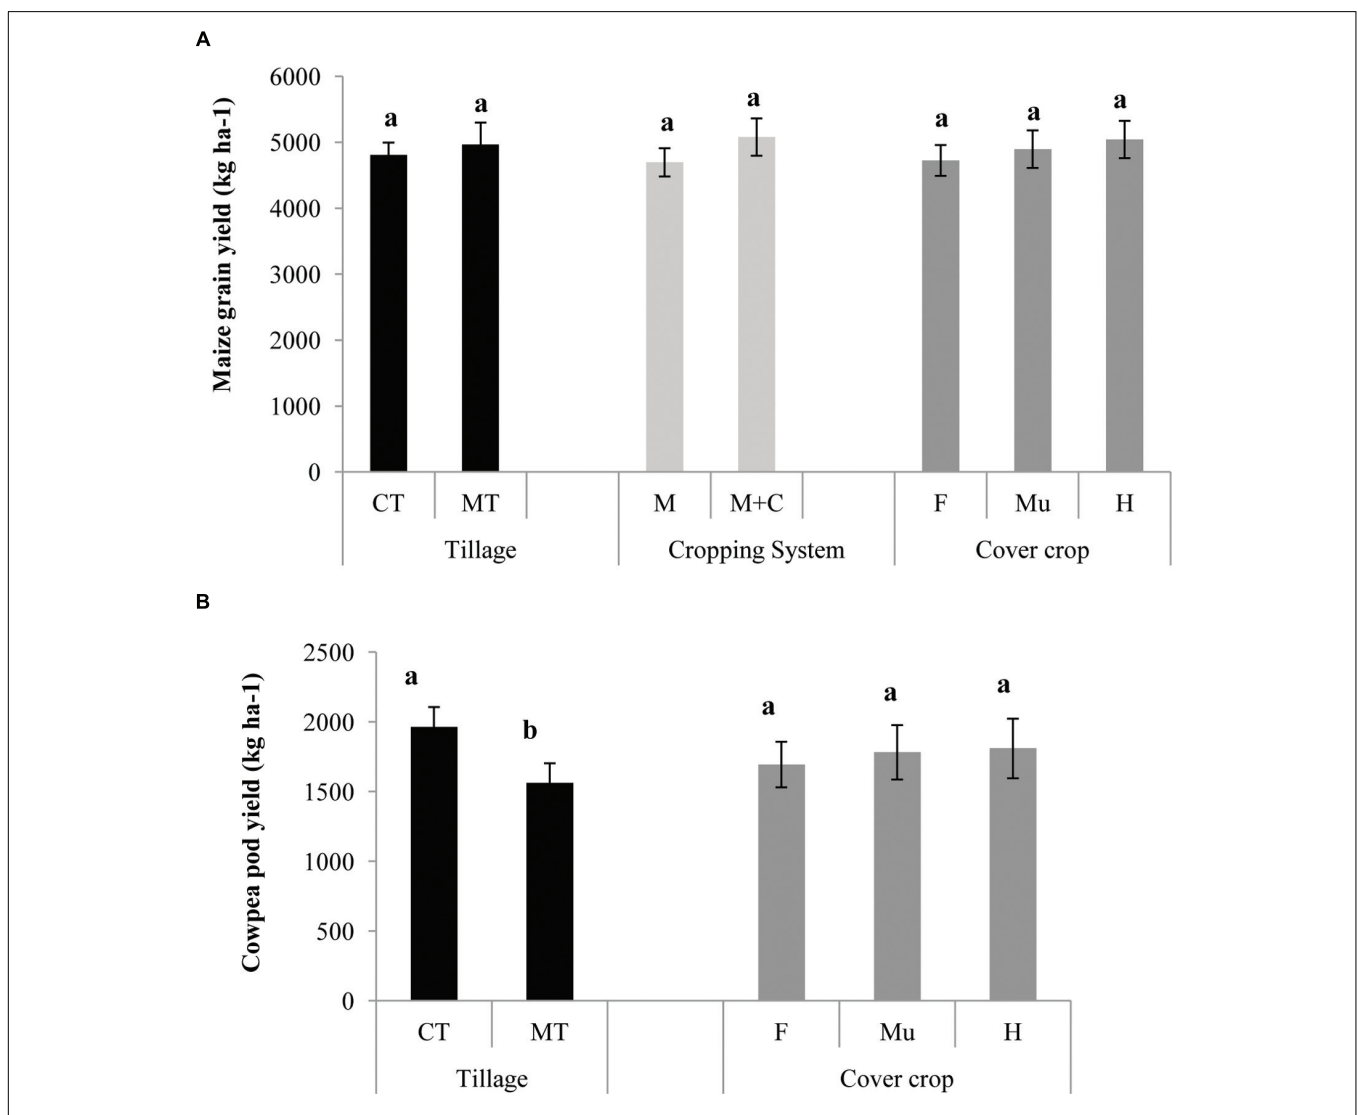 A
Maize grain yield (kg ha-1)
6000
5000
4000
3000
2000
1000
0
a
a
a
a
a
a
a
CT MT M M+C F Mu H
Tillage Cropping System Cover crop
B
Cowpea pod yield (kg ha-1)
2500
2000
1500
1000
500
0
a
b
a
a
a
CT MT F Mu H
Tillage Cover crop